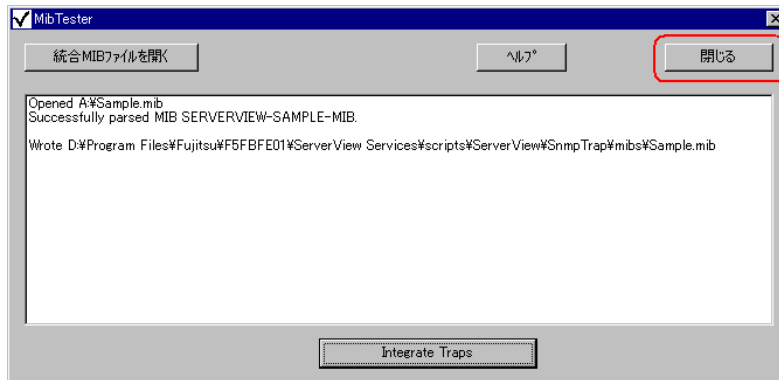 MibTester
統合MIBﾌｧｲﾙを開く
ﾍﾙﾌﾟ
閉じる
Opened A:¥Sample.mib
Successfully parsed MIB SERVERVIEW-SAMPLE-MIB.
Wrote D:¥Program Files¥Fujitsu¥F5FBFE01¥ServerView Services¥scripts¥ServerView¥SnmpTrap¥mibs¥Sample.mib
Integrate Traps